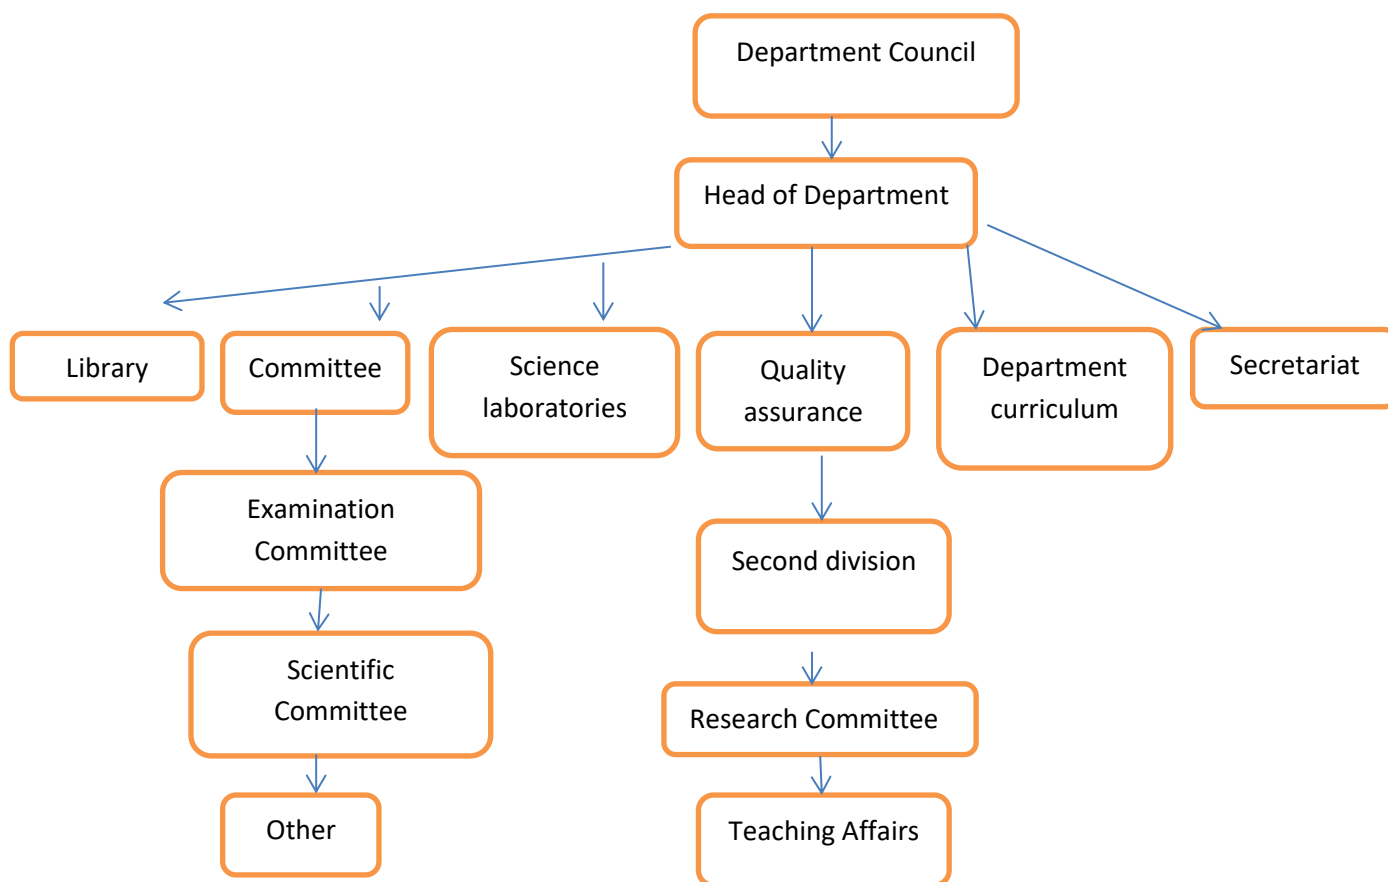 Department Council
Head of Department
Library
Committee
Science
laboratories
Quality
assurance
Department
curriculum
Secretariat
Examination
Committee
Second division
Scientific
Committee
Research Committee
Other
Teaching Affairs